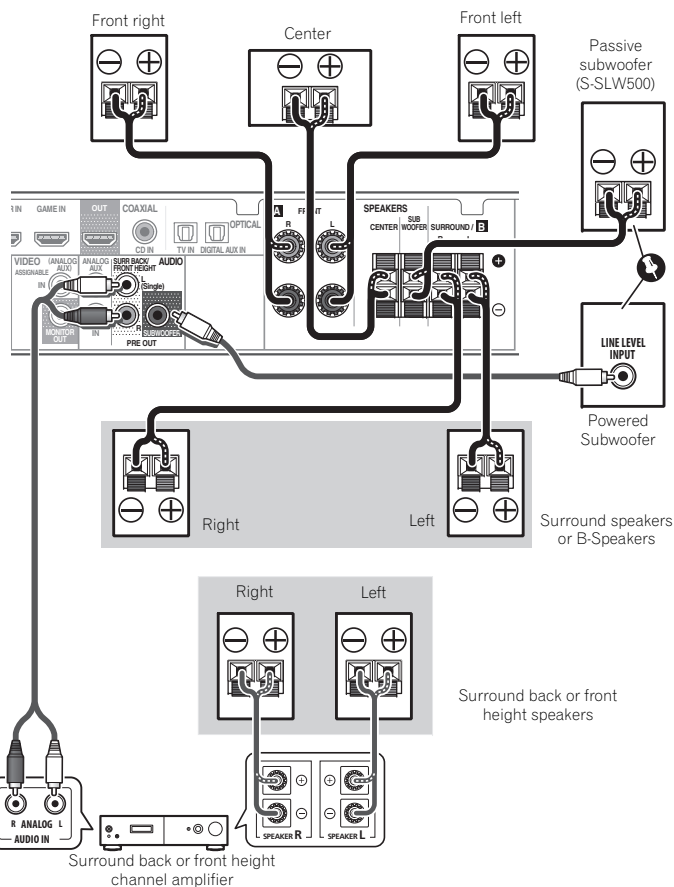 Front right
Center
Front left
Passive
subwoofer
(S-SLW500)
GAME IN
OUT
COAXIAL
CD IN
OPTICAL
TV IN
DIGITAL AUX IN
A
R
L
SPEAKERS
CENTER
SUB
WOOFER
SURROUND /
B
VIDEO
ASSIGNABLE
IN
(ANALOG
AUX)
MONITOR
OUT
ANALOG
AUX
IN
SURR BACK/
FRONT HEIGHT
AUDIO
L
(Single)
R
SUBWOOFER
PRE OUT
LINE LEVEL
INPUT
Powered
Subwoofer
Right
Left
Surround speakers
or B-Speakers
Right
Left
Surround back or front
height speakers
R ANALOG L
AUDIO IN
SPEAKER R
SPEAKER L
Surround back or front height
channel amplifier